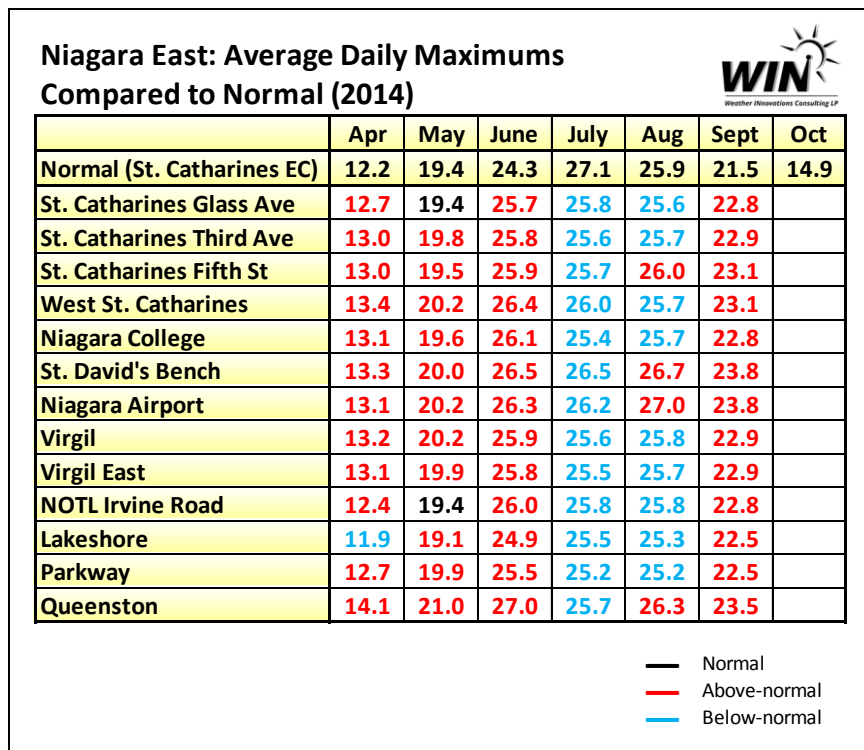 Niagara East: Average Daily Maximums
Compared to Normal (2014)
WIN
Weather INnovations Consulting LP
Apr May June July Aug Sept Oct
Normal (St. Catharines EC) 12.2 19.4 24.3 27.1 25.9 21.5 14.9
St. Catharines Glass Ave 12.7 19.4 25.7 25.8 25.6 22.8
St. Catharines Third Ave 13.0 19.8 25.8 25.6 25.7 22.9
St. Catharines Fifth St 13.0 19.5 25.9 25.7 26.0 23.1
West St. Catharines 13.4 20.2 26.4 26.0 25.7 23.1
Niagara College 13.1 19.6 26.1 25.4 25.7 22.8
St. David's Bench 13.3 20.0 26.5 26.5 26.7 23.8
Niagara Airport 13.1 20.2 26.3 26.2 27.0 23.8
Virgil 13.2 20.2 25.9 25.6 25.8 22.9
Virgil East 13.1 19.9 25.8 25.5 25.7 22.9
NOTL Irvine Road 12.4 19.4 26.0 25.8 25.8 22.8
Lakeshore 11.9 19.1 24.9 25.5 25.3 22.5
Parkway 12.7 19.9 25.5 25.2 25.2 22.5
Queenston 14.1 21.0 27.0 25.7 26.3 23.5
Normal
Above-normal
Below-normal